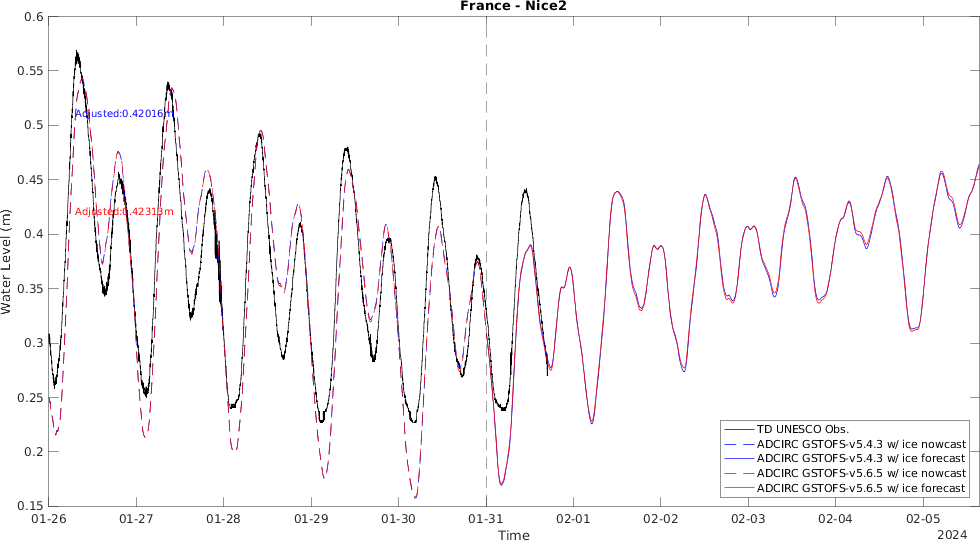 France - Nice2
0.6
0.55
0.5
0.45
0.4
0.35
0.3
0.25
0.2
0.15
Water Level (m)
Adjusted:0.42016m
Adjusted:0.42313m
TD UNESCO Obs.
ADCIRC GSTOFS-v5.4.3 w/ ice nowcast
ADCIRC GSTOFS-v5.4.3 w/ ice forecast
ADCIRC GSTOFS-v5.6.5 w/ ice nowcast
ADCIRC GSTOFS-v5.6.5 w/ ice forecast
01-26 01-27 01-28 01-29 01-30 01-31 02-01 02-02 02-03 02-04 02-05
Time
2024